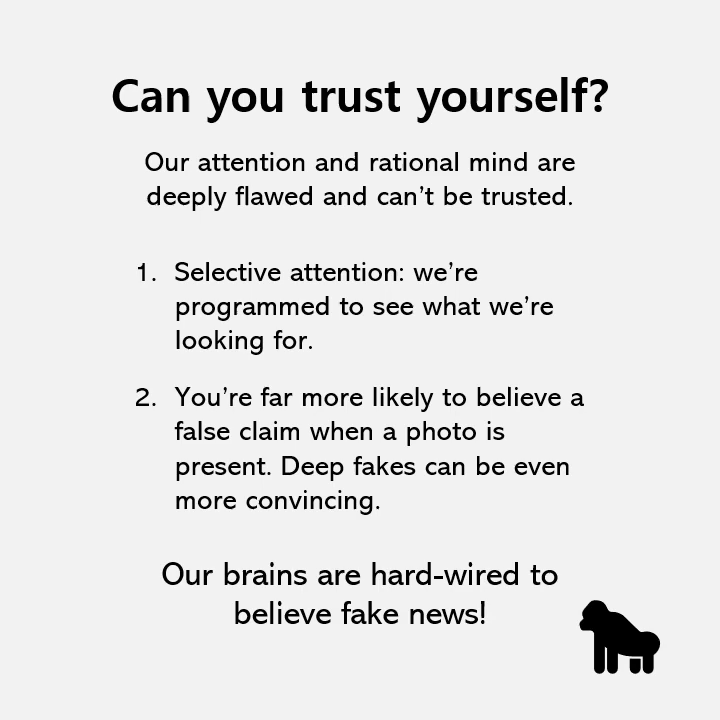 Can you trust yourself?
Our attention and rational mind are
deeply flawed and can’t be trusted.
1. Selective attention: we’re
programmed to see what we’re
looking for.
2. You’re far more likely to believe a
false claim when a photo is
present. Deep fakes can be even
more convincing.
Our brains are hard-wired to
believe fake news!